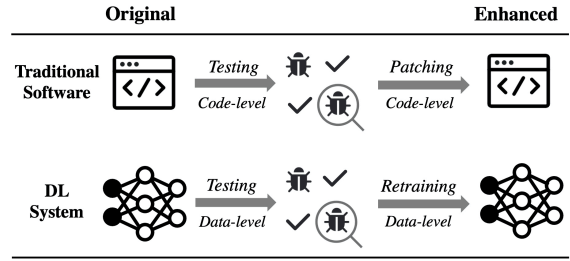 Original Enhanced
Traditional Software
Testing
Code-level
Patching
Code-level
</>
</>
DL System
Testing
Data-level
Retraining
Data-level